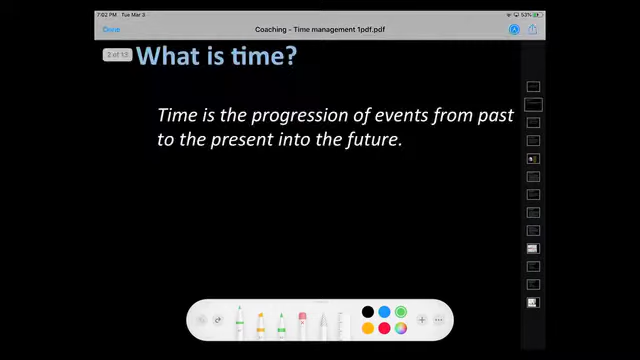 7:02 PM Tue Mar 3
53%
Done
Coaching - Time management 1pdf.pdf
2 of 13
What is time?
Time is the progression of events from past
to the present into the future.